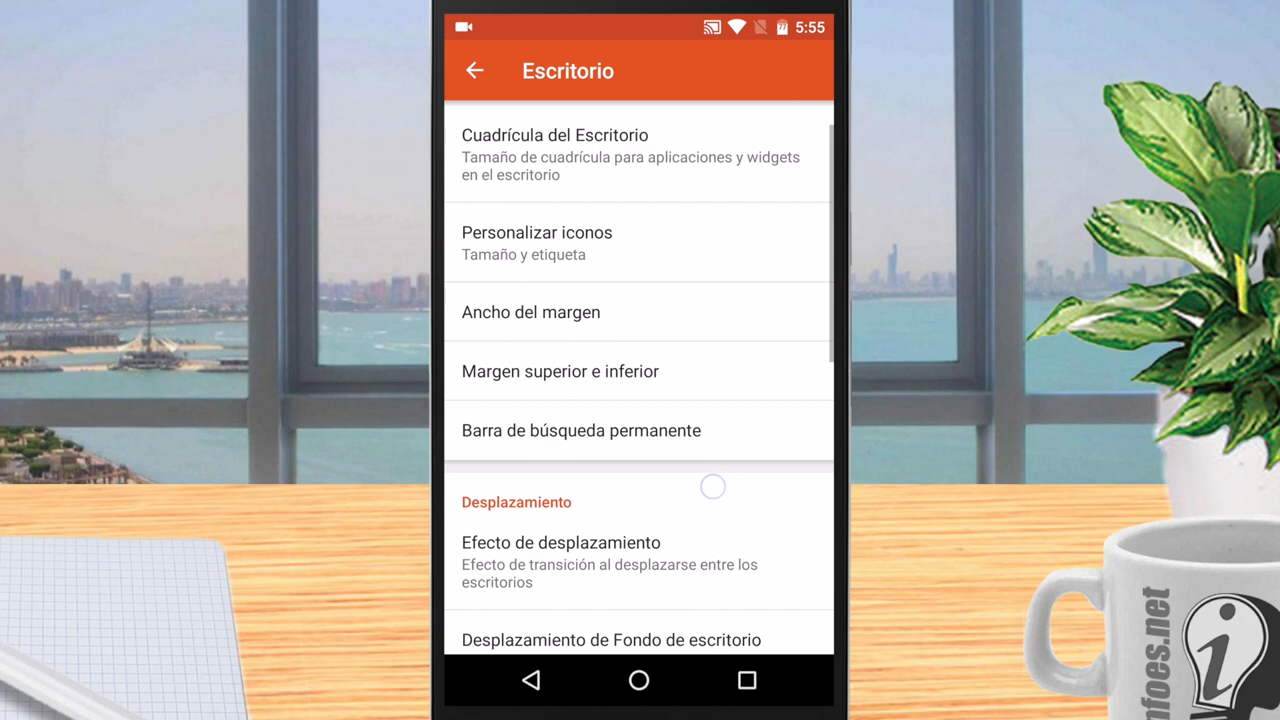 5:55
Escritorio
Cuadrícula del Escritorio
Tamaño de cuadrícula para aplicaciones y widgets
en el escritorio
Personalizar iconos
Tamaño y etiqueta
Ancho del margen
Margen superior e inferior
Barra de búsqueda permanente
Desplazamiento
Efecto de desplazamiento
Efecto de transición al desplazarse entre los
escritorios
Desplazamiento de Fondo de escritorio
nfoes.net